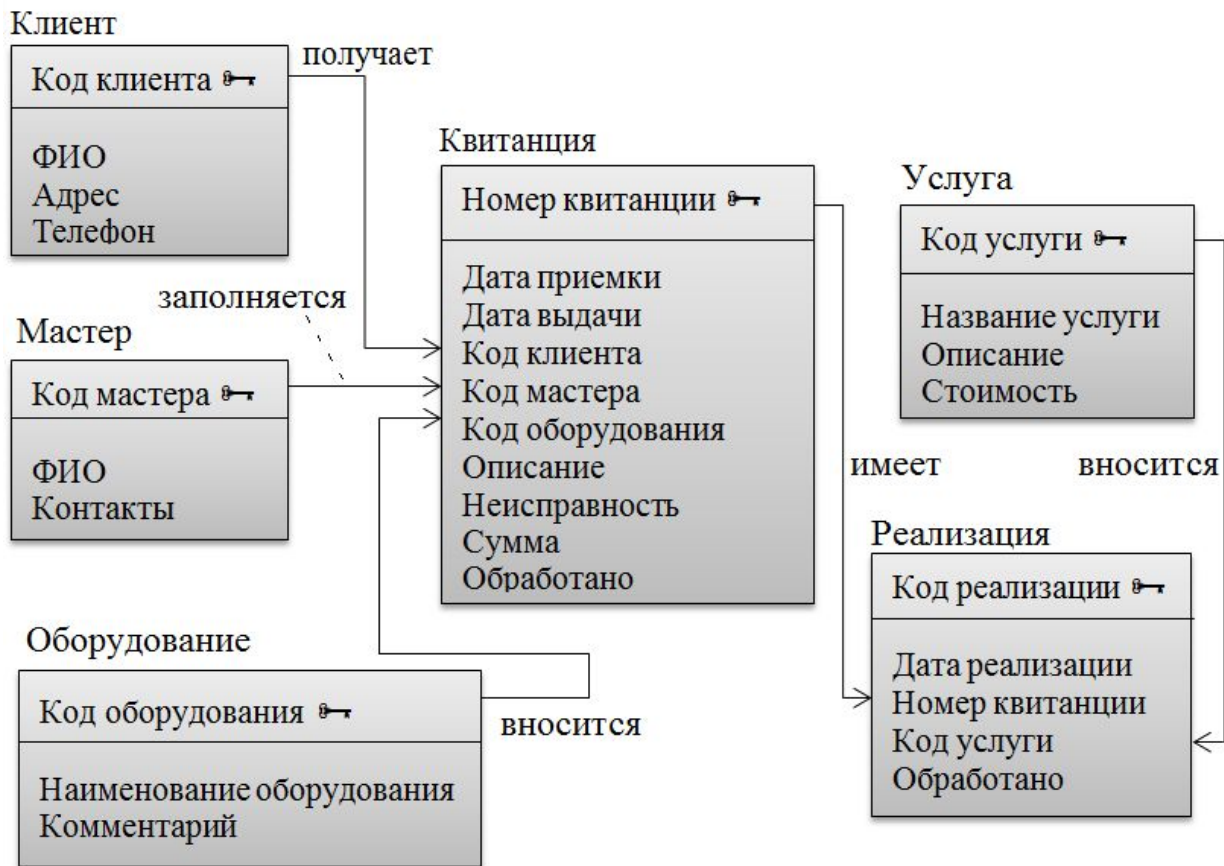 Клиент
Код клиента
ФИО
Адрес
Телефон
получает
заполняется
Мастер
Код мастера
ФИО
Контакты
Оборудование
Код оборудования
Наименование оборудования
Комментарий
вносится
Квитанция
Номер квитанции
Дата приемки
Дата выдачи
Код клиента
Код мастера
Код оборудования
Описание
Неисправность
Сумма
Обработано
Услуга
Код услуги
Название услуги
Описание
Стоимость
имеет
вносится
Реализация
Код реализации
Дата реализации
Номер квитанции
Код услуги
Обработано